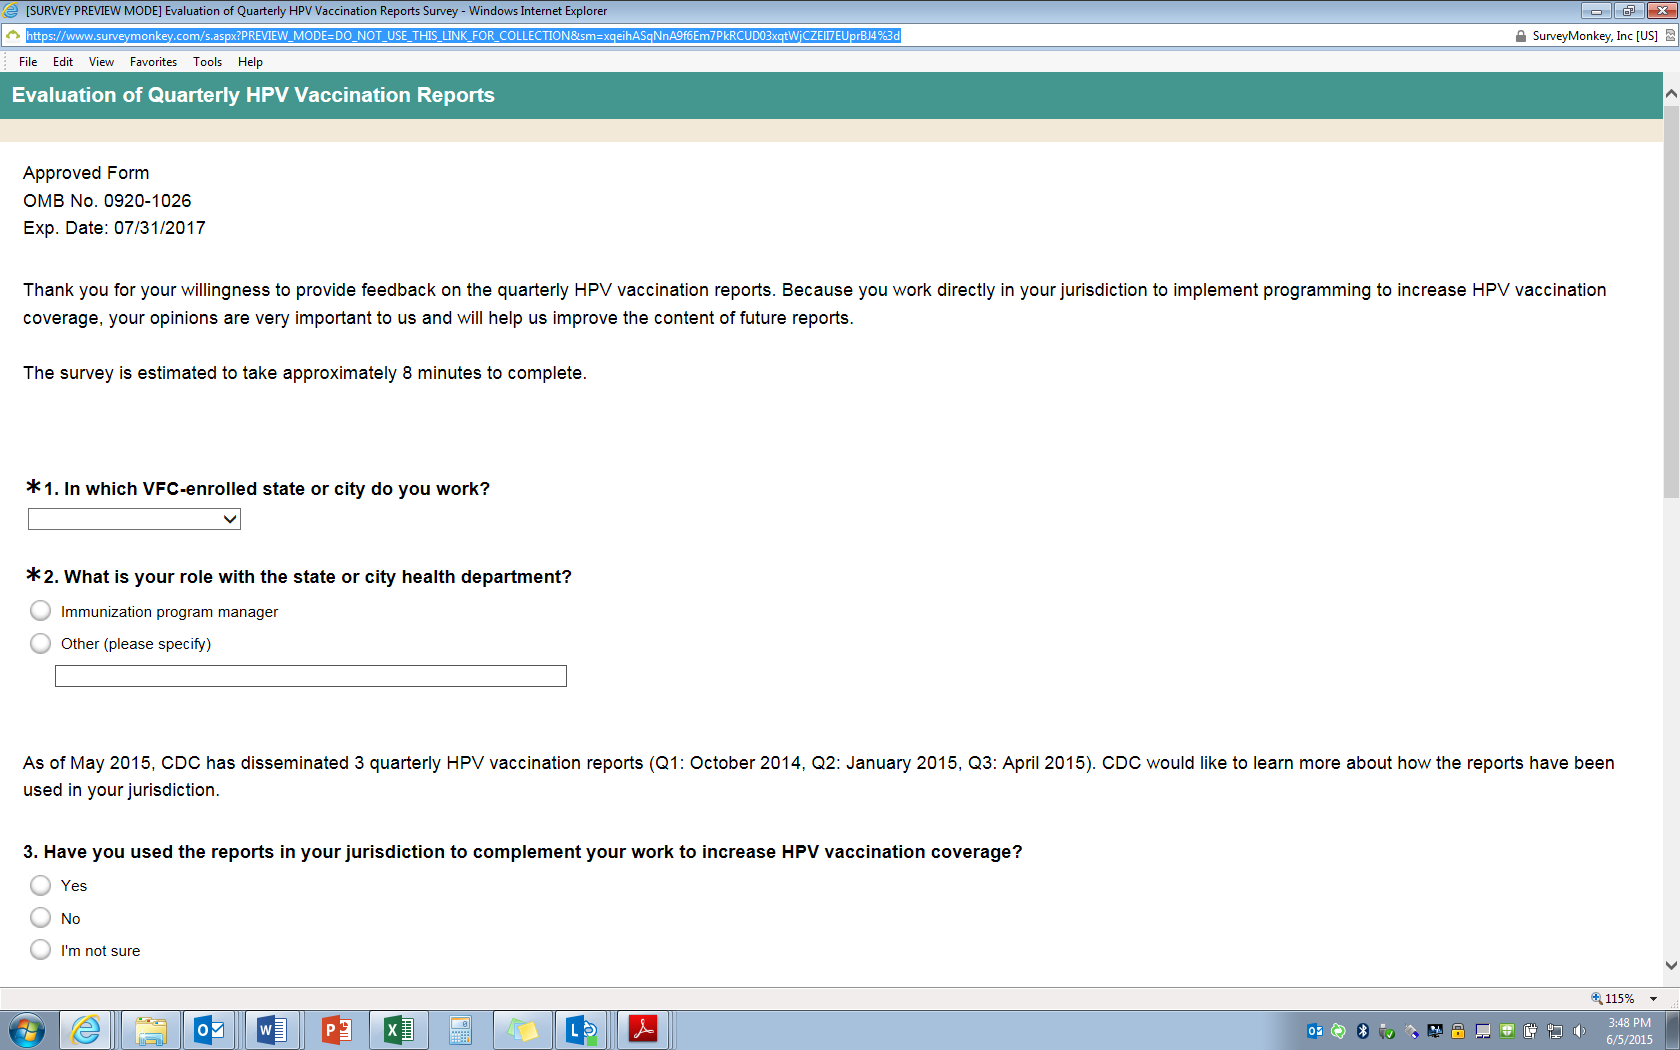 [SURVEY PREVIEW MODE] Evaluation of Quarterly HPV Vaccination Reports Survey - Windows Internet Explorer
SurveyMonkey, Inc [US]
File Edit View Favorites Tools Help
Evaluation of Quarterly HPV Vaccination Reports
Approved Form
OMB No. 0920-1026
Exp. Date: 07/31/2017
Thank you for your willingness to provide feedback on the quarterly HPV vaccination reports. Because you work directly in your jurisdiction to implement programming to increase HPV vaccination
coverage, your opinions are very important to us and will help us improve the content of future reports.
The survey is estimated to take approximately 8 minutes to complete.
*1. In which VFC-enrolled state or city do you work?
*2. What is your role with the state or city health department?
Immunization program manager
Other (please specify)
As of May 2015, CDC has disseminated 3 quarterly HPV vaccination reports (Q1: October 2014, Q2: January 2015, Q3: April 2015). CDC would like to learn more about how the reports have been
used in your jurisdiction.
3. Have you used the reports in your jurisdiction to complement your work to increase HPV vaccination coverage?
Yes
No
I'm not sure
115%
3:48 PM
6/5/2015